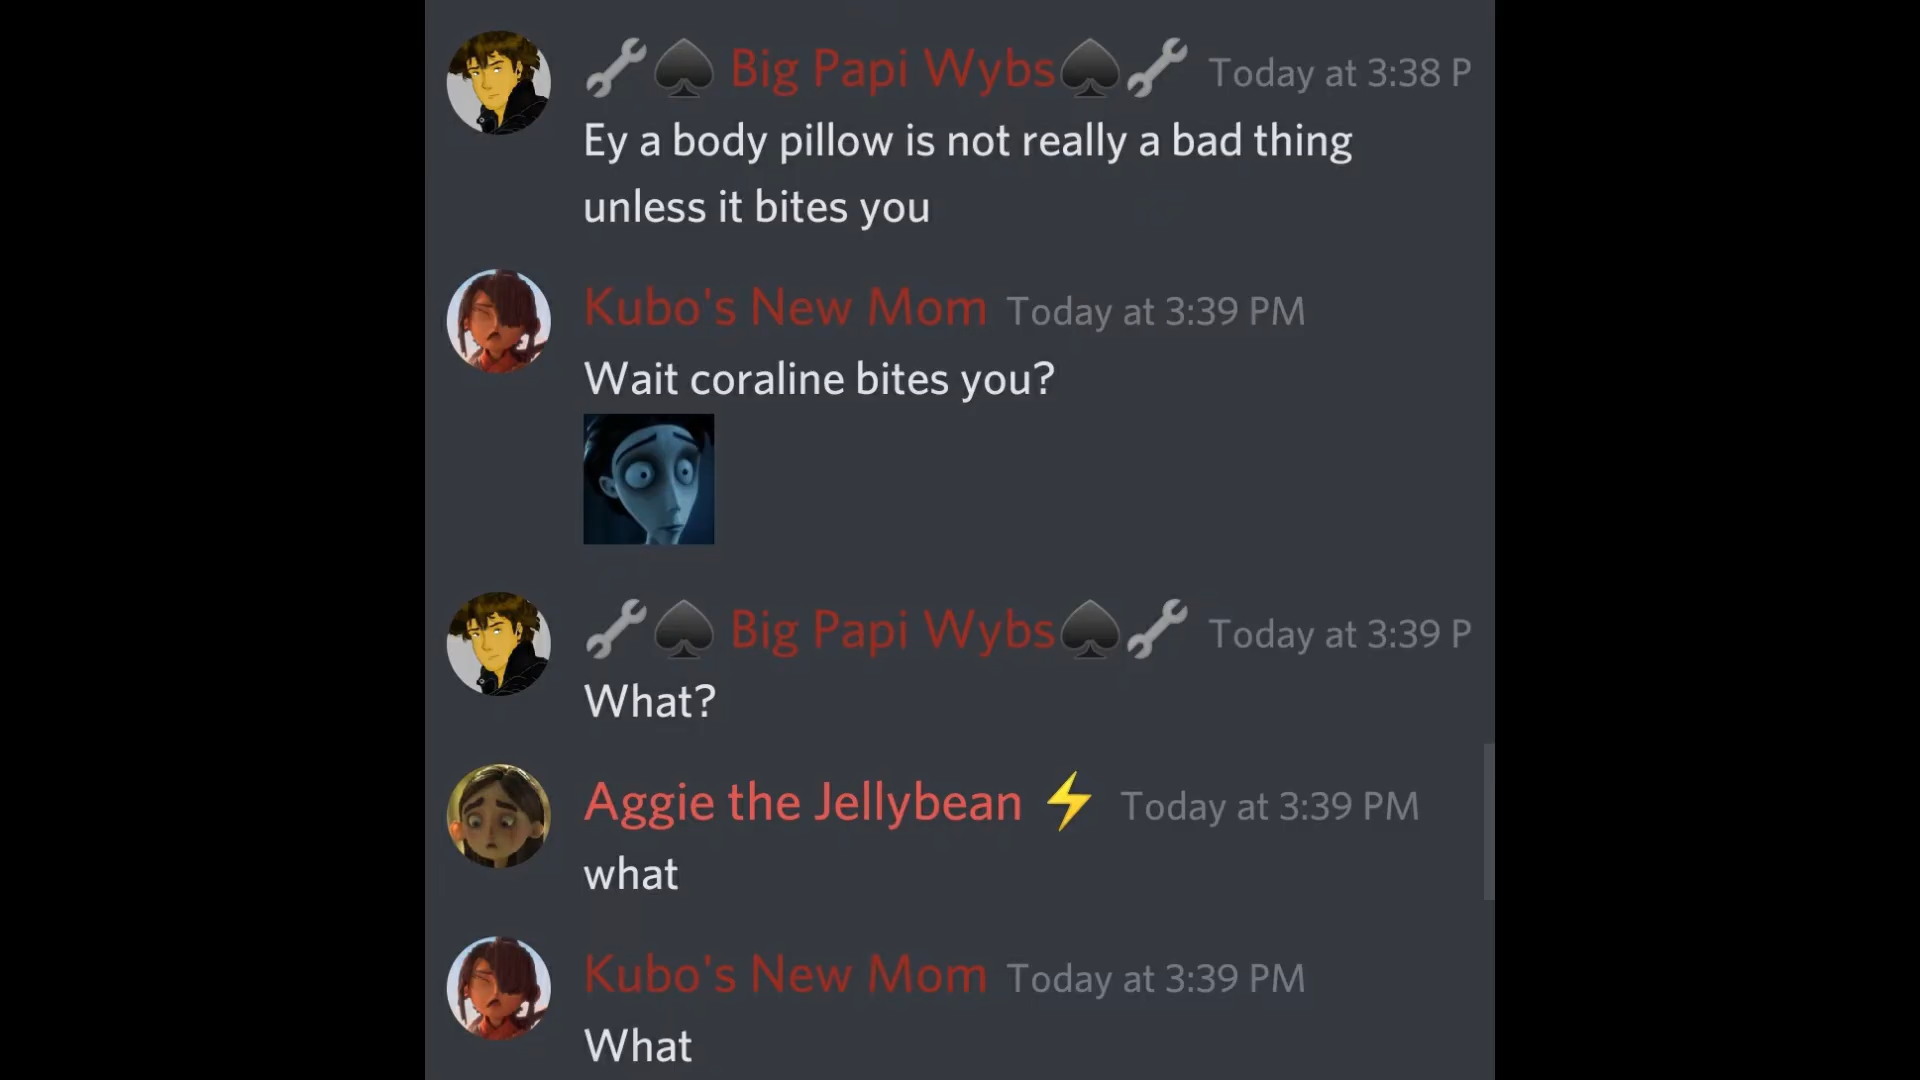 🔧♠ Big Papi Wybs♠🔧 Today at 3:38 P
Ey a body pillow is not really a bad thing
unless it bites you
Kubo's New Mom Today at 3:39 PM
Wait coraline bites you?
🔧♠ Big Papi Wybs♠🔧 Today at 3:39 P
What?
Aggie the Jellybean ⚡ Today at 3:39 PM
what
Kubo's New Mom Today at 3:39 PM
What